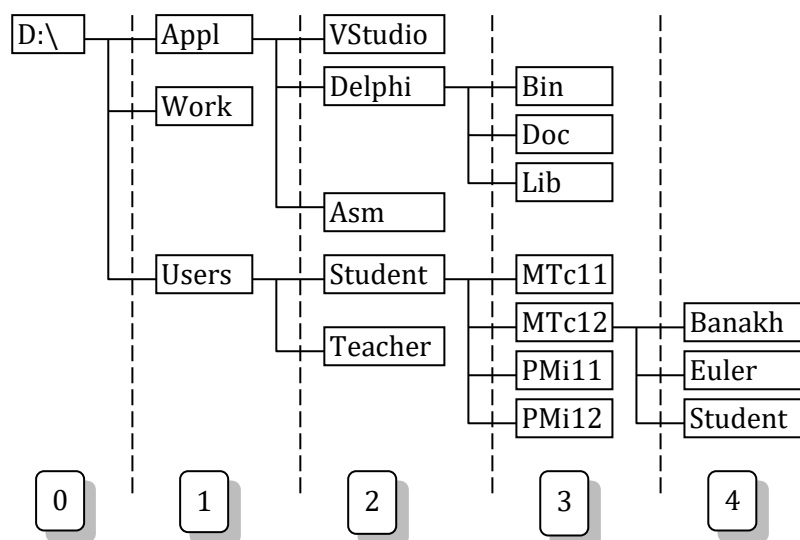 D:\ Appl VStudio
Delphi Bin
Work
Doc
Lib
Asm
Users Student MTc11
MTc12 Banakh
Teacher
PMi11 Euler
PMi12 Student
0 1 2 3 4